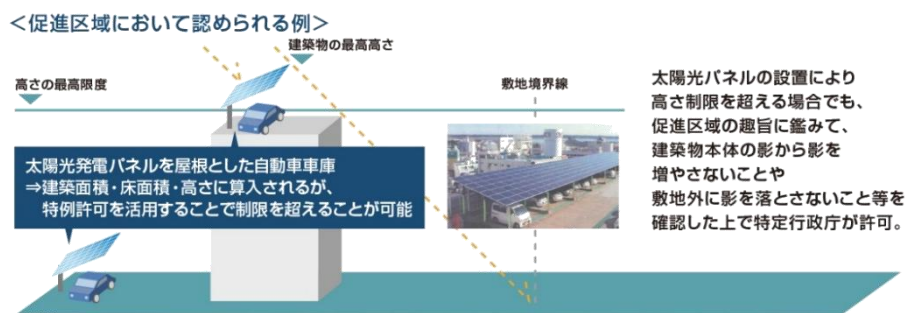 ＜促進区域において認められる例＞
建築物の最高高さ
高さの最高限度
敷地境界線
太陽光発電パネルを屋根とした自動車車庫
⇒建築面積・床面積・高さに算入されるが、
特例許可を活用することで制限を超えることが可能
太陽光パネルの設置により
高さ制限を超える場合でも、
促進区域の趣旨に鑑みて、
建築物本体の影から影を
増やさないことや
敷地外に影を落とさないこと等を
確認した上で特定行政庁が許可。